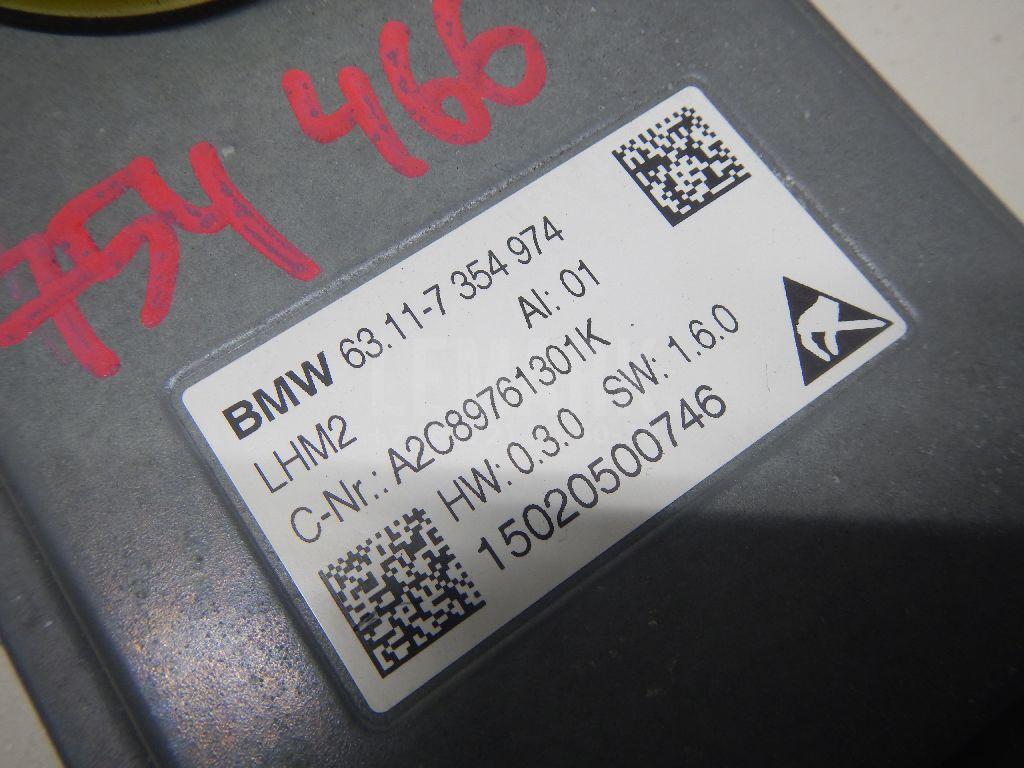 754 466
BMW 63.11-7 354 974
LHM2 AI: 01
C-Nr.: A2C89761301K
HW: 0.3.0 SW: 1.6.0
15020500746